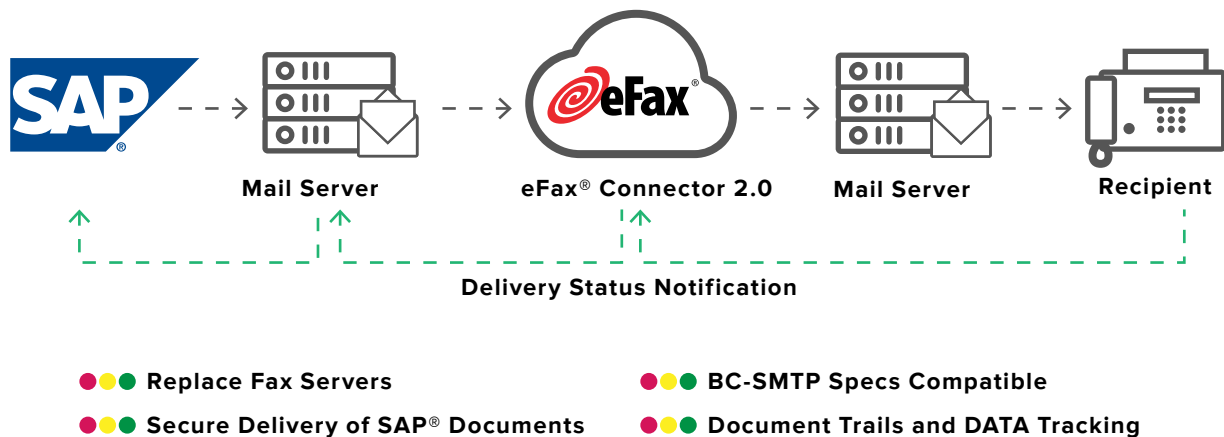 SAP®
eFax®
Mail Server
eFax® Connector 2.0
Mail Server
Recipient
Delivery Status Notification
Replace Fax Servers
BC-SMTP Specs Compatible
Secure Delivery of SAP® Documents
Document Trails and DATA Tracking